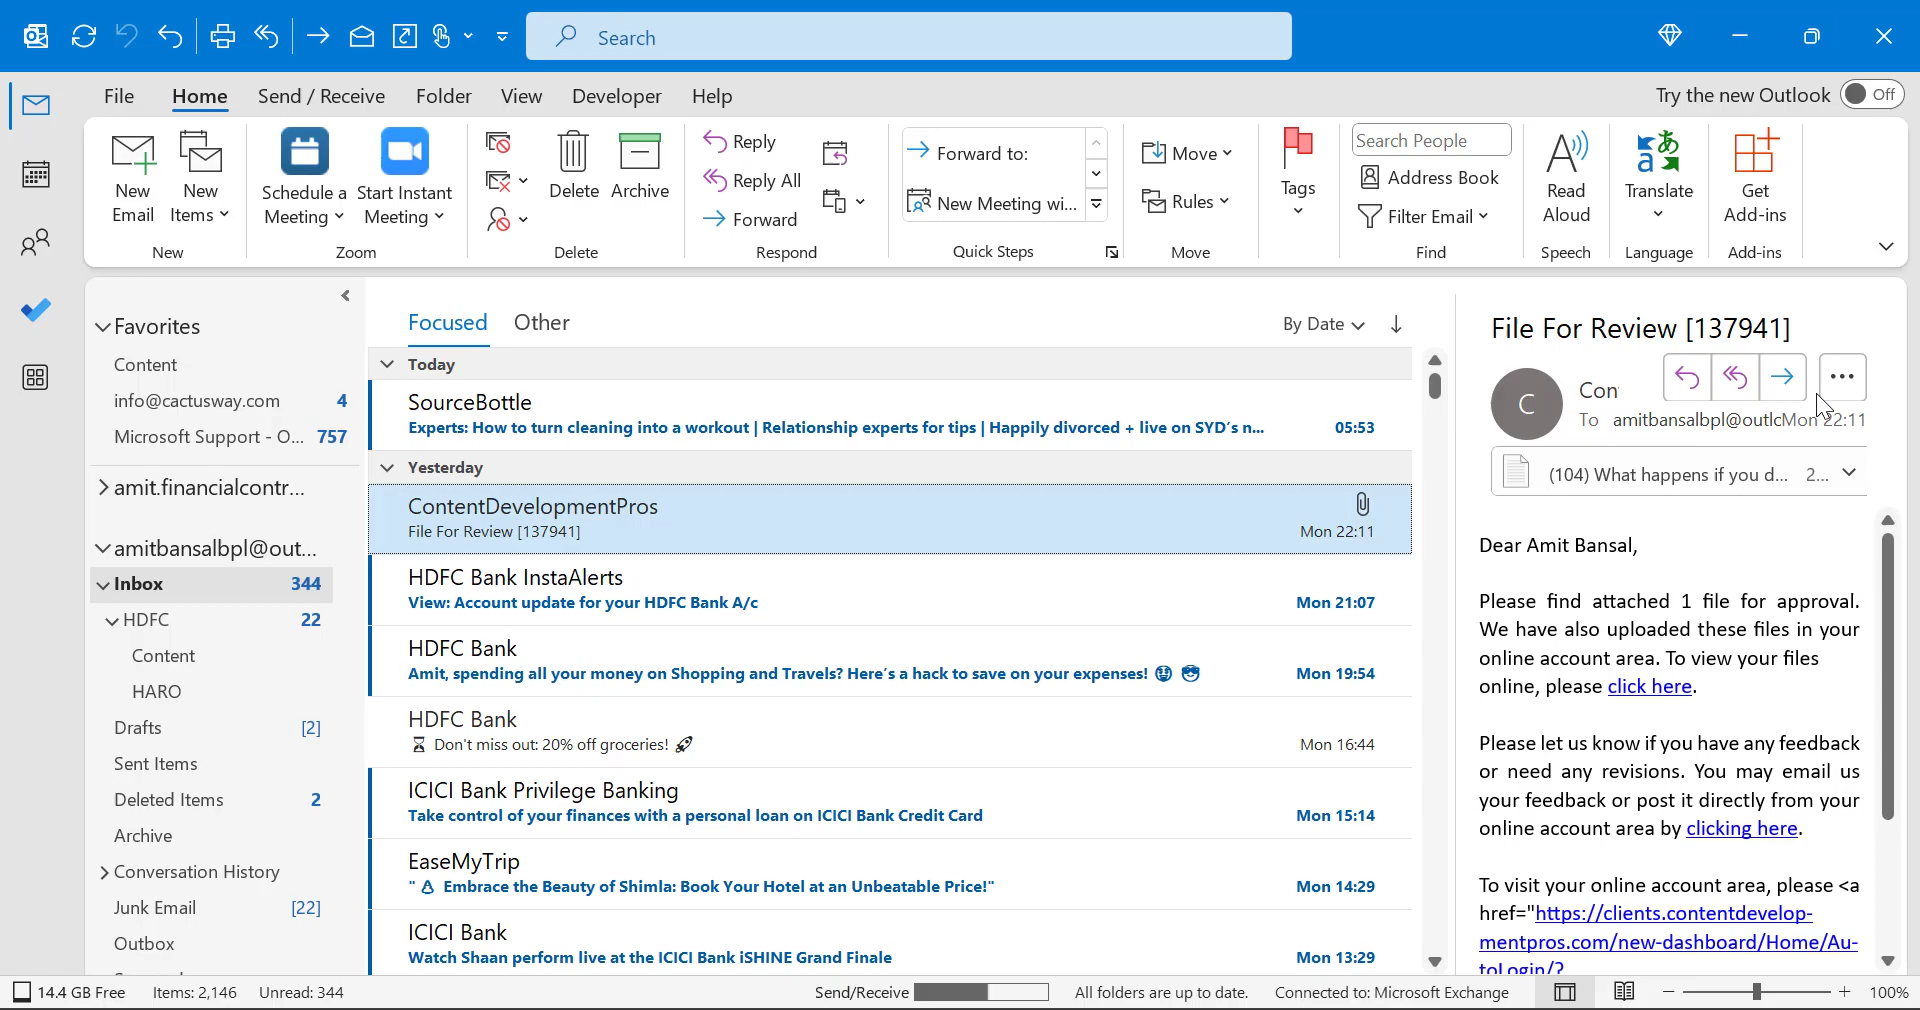 Search
File Home Send / Receive Folder View Developer Help
Try the new Outlook Off
New Email
New Items
Schedule a Meeting
Start Instant Meeting
Delete
Archive
Reply
Reply All
Forward
Forward to:
New Meeting wi...
Move
Rules
Tags
Search People
Address Book
Filter Email
Read Aloud
Translate
Get Add-ins
New Zoom Delete Respond Quick Steps Move Find Speech Language Add-ins
Favorites
Content
info@cactusway.com 4
Microsoft Support - O... 757
amit.financialcontr...
amitbansalbpl@out...
Inbox 344
HDFC 22
Content
HARO
Drafts [2]
Sent Items
Deleted Items 2
Archive
Conversation History
Junk Email [22]
Outbox
Focused Other By Date
Today
SourceBottle
Experts: How to turn cleaning into a workout | Relationship experts for tips | Happily divorced + live on SYD's n... 05:53
Yesterday
ContentDevelopmentPros
File For Review [137941] Mon 22:11
HDFC Bank InstaAlerts
View: Account update for your HDFC Bank A/c Mon 21:07
HDFC Bank
Amit, spending all your money on Shopping and Travels? Here's a hack to save on your expenses! 🤑 😎 Mon 19:54
HDFC Bank
⌛ Don't miss out: 20% off groceries! 🚀 Mon 16:44
ICICI Bank Privilege Banking
Take control of your finances with a personal loan on ICICI Bank Credit Card Mon 15:14
EaseMyTrip
" Embrace the Beauty of Shimla: Book Your Hotel at an Unbeatable Price!" Mon 14:29
ICICI Bank
Watch Shaan perform live at the ICICI Bank iSHINE Grand Finale Mon 13:29
File For Review [137941]
C
Con
To amitbansalbpl@outlc Mon 22:11
(104) What happens if you d... 2...
Dear Amit Bansal,
Please find attached 1 file for approval.
We have also uploaded these files in your
online account area. To view your files
online, please click here.
Please let us know if you have any feedback
or need any revisions. You may email us
your feedback or post it directly from your
online account area by clicking here.
To visit your online account area, please <a
href="https://clients.contentdevelop-
mentpros.com/new-dashboard/Home/Au-
toLogin/?
14.4 GB Free Items: 2,146 Unread: 344 Send/Receive All folders are up to date. Connected to: Microsoft Exchange 100%